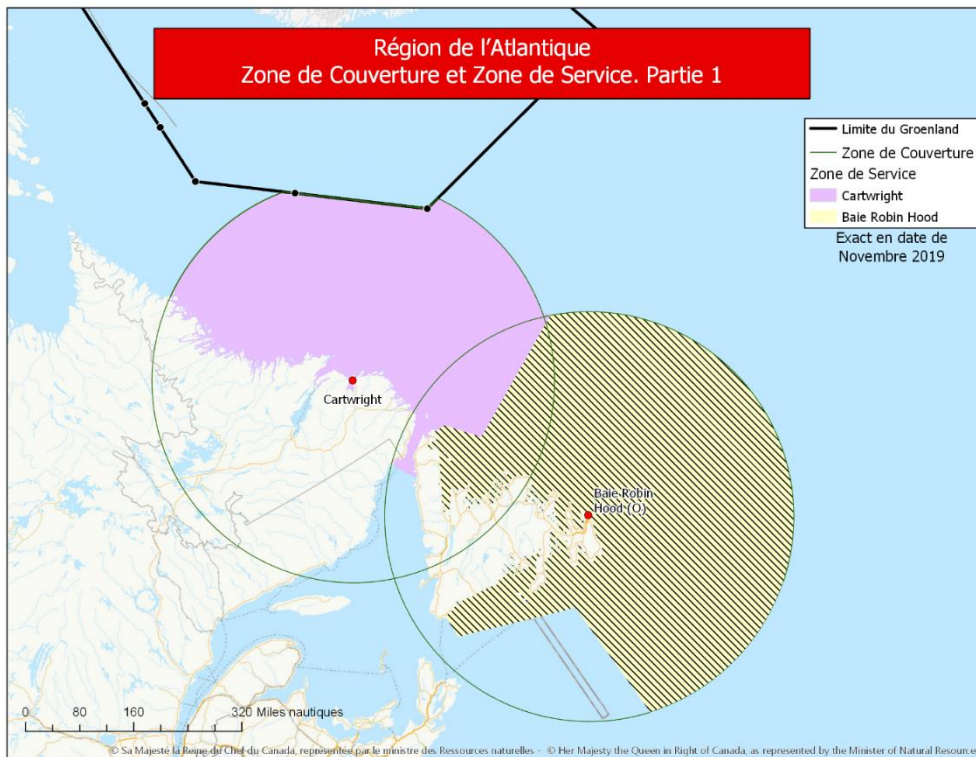 Région de l'Atlantique
Zone de Couverture et Zone de Service. Partie 1
Limite du Groenland
Zone de Couverture
Zone de Service
Cartwright
Baie Robin Hood
Exact en date de
Novembre 2019
Cartwright
Baie Robin
Hood (O)
0 80 160 320 Miles nautiques
© Sa Majesté la Reine du Chef du Canada, représentée par le ministre des Ressources naturelles - © Her Majesty the Queen in Right of Canada, as represented by the Minister of Natural Resource